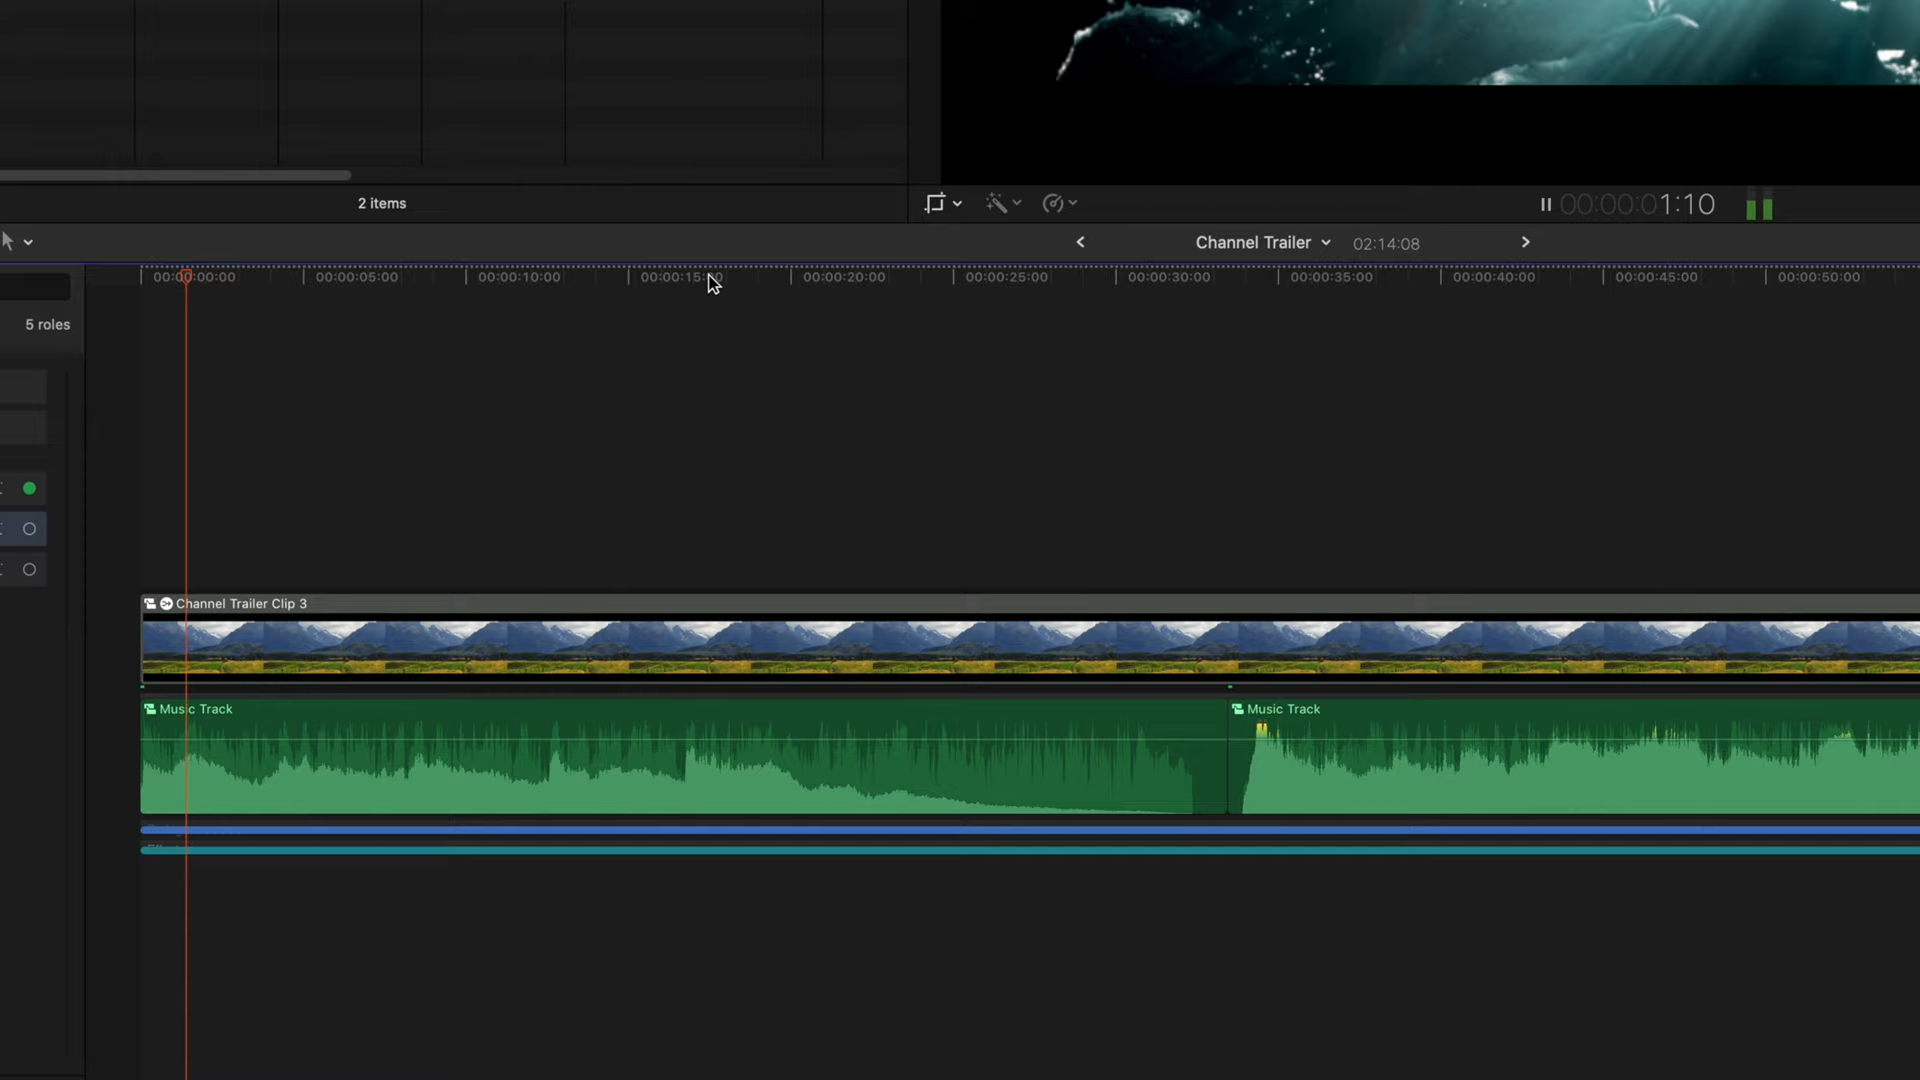 2 items
00:00:01:10
Channel Trailer
02:14:08
00:00:00:00
00:00:05:00
00:00:10:00
00:00:15:00
00:00:20:00
00:00:25:00
00:00:30:00
00:00:35:00
00:00:40:00
00:00:45:00
00:00:50:00
5 roles
Channel Trailer Clip 3
Music Track
Music Track